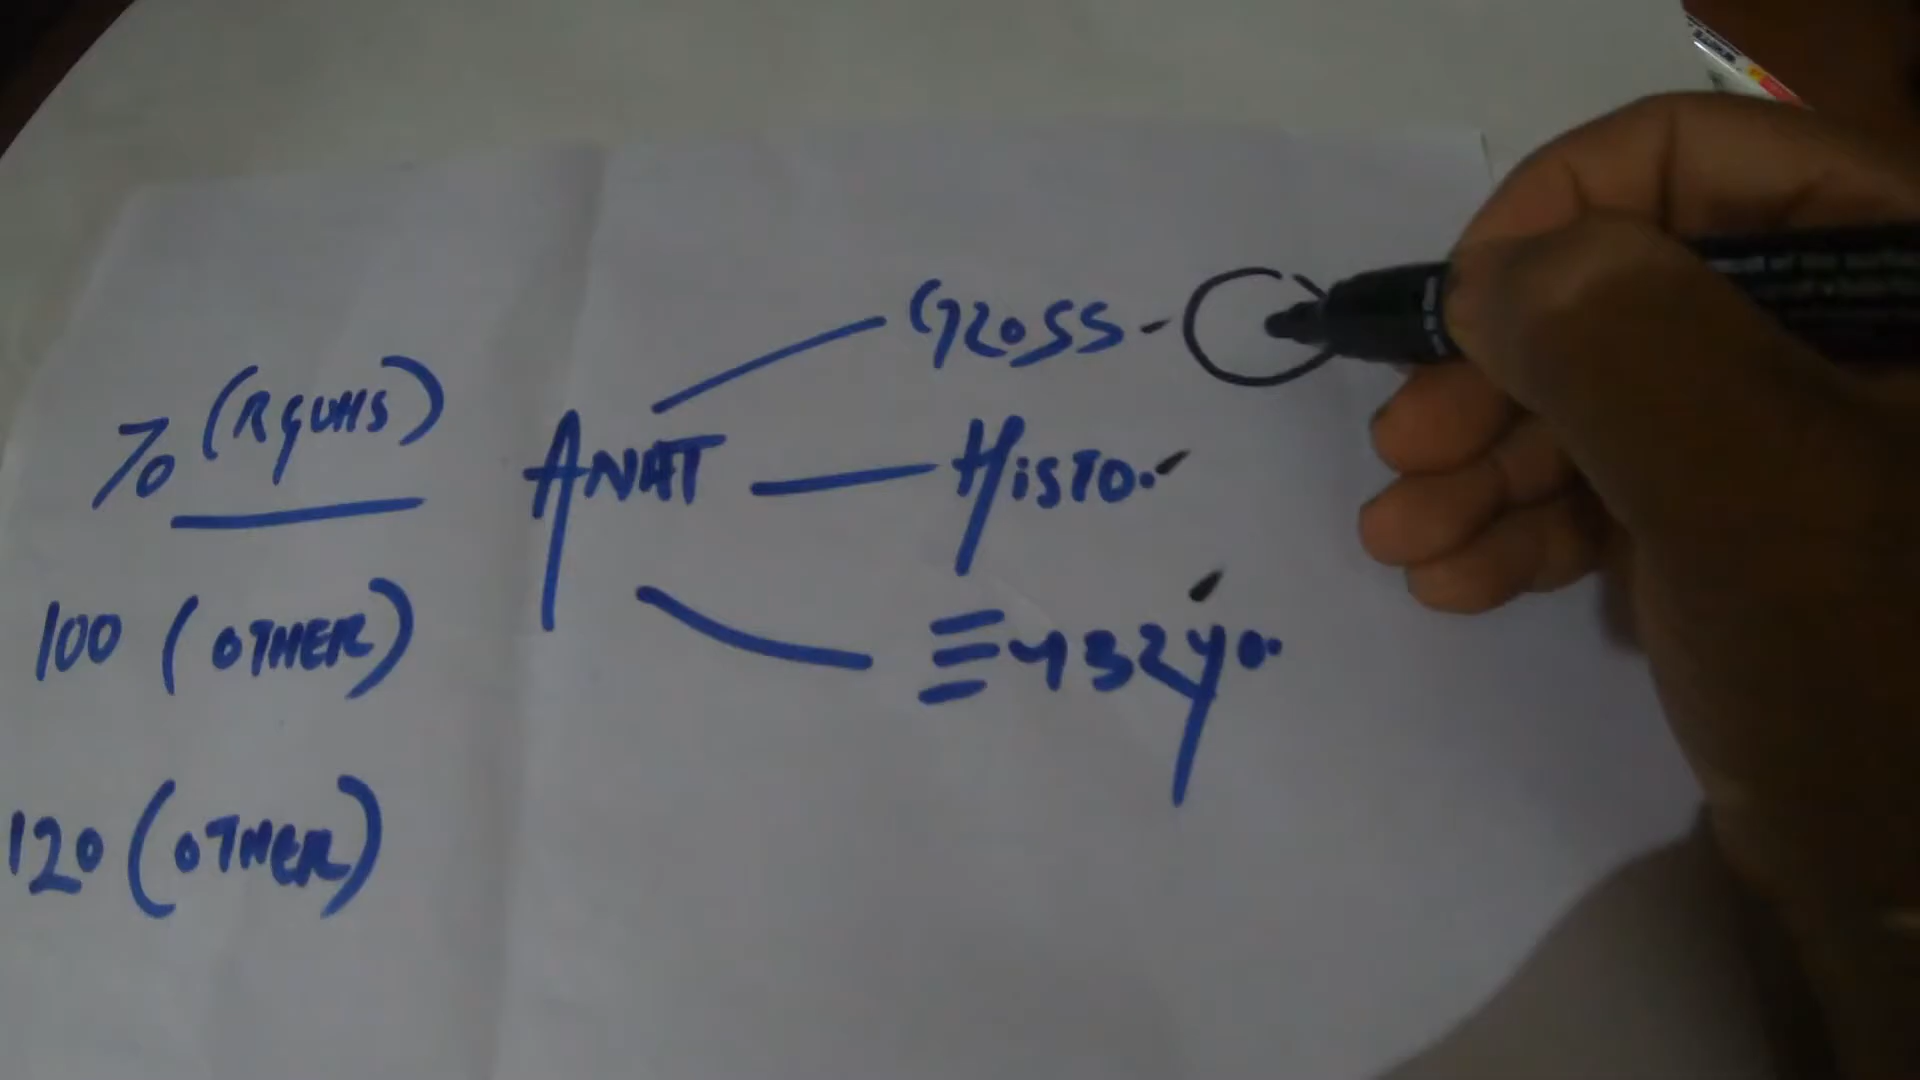 70 (RGUHS)
100 (OTHER)
120 (OTHER)
ANAT
Gross -
Histo.
Embryo.